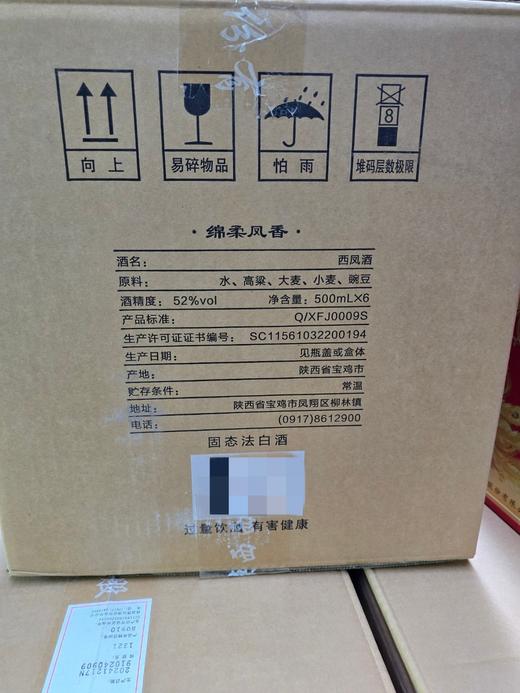 向上
易碎物品
怕雨
8
堆码层数极限
·绵柔凤香·
酒名： 西凤酒
原料： 水、高粱、大麦、小麦、豌豆
酒精度： 52%vol 净含量： 500mL×6
产品标准： Q/XFJ0009S
生产许可证证书编号： SC11561032200194
生产日期： 见瓶盖或盒体
产地： 陕西省宝鸡市
贮存条件： 常温
地址： 陕西省宝鸡市凤翔区柳林镇
电话： (0917)8612900
固态法白酒
过量饮酒 有害健康
20241217N
910240909
1321